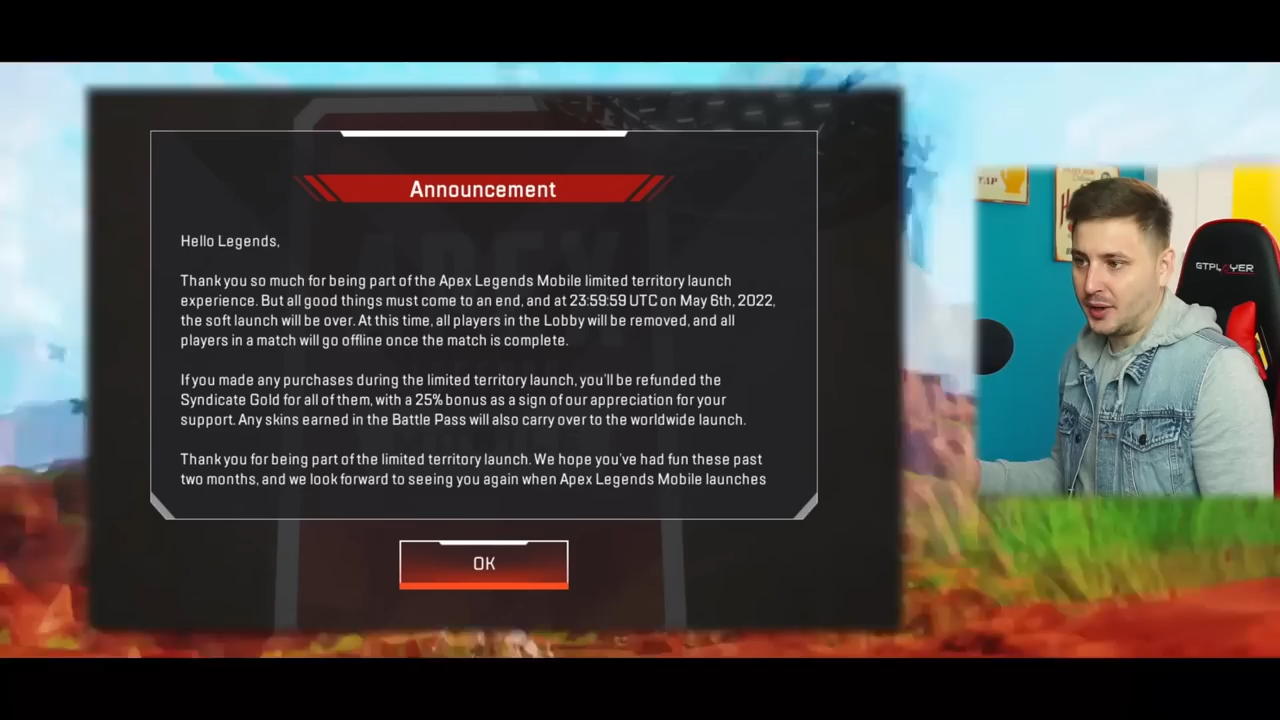 Announcement
Hello Legends,
Thank you so much for being part of the Apex Legends Mobile limited territory launch
experience. But all good things must come to an end, and at 23:59:59 UTC on May 6th, 2022,
the soft launch will be over. At this time, all players in the Lobby will be removed, and all
players in a match will go offline once the match is complete.
If you made any purchases during the limited territory launch, you'll be refunded the
Syndicate Gold for all of them, with a 25% bonus as a sign of our appreciation for your
support. Any skins earned in the Battle Pass will also carry over to the worldwide launch.
Thank you for being part of the limited territory launch. We hope you've had fun these past
two months, and we look forward to seeing you again when Apex Legends Mobile launches
OK
TAP
GTPLAYER